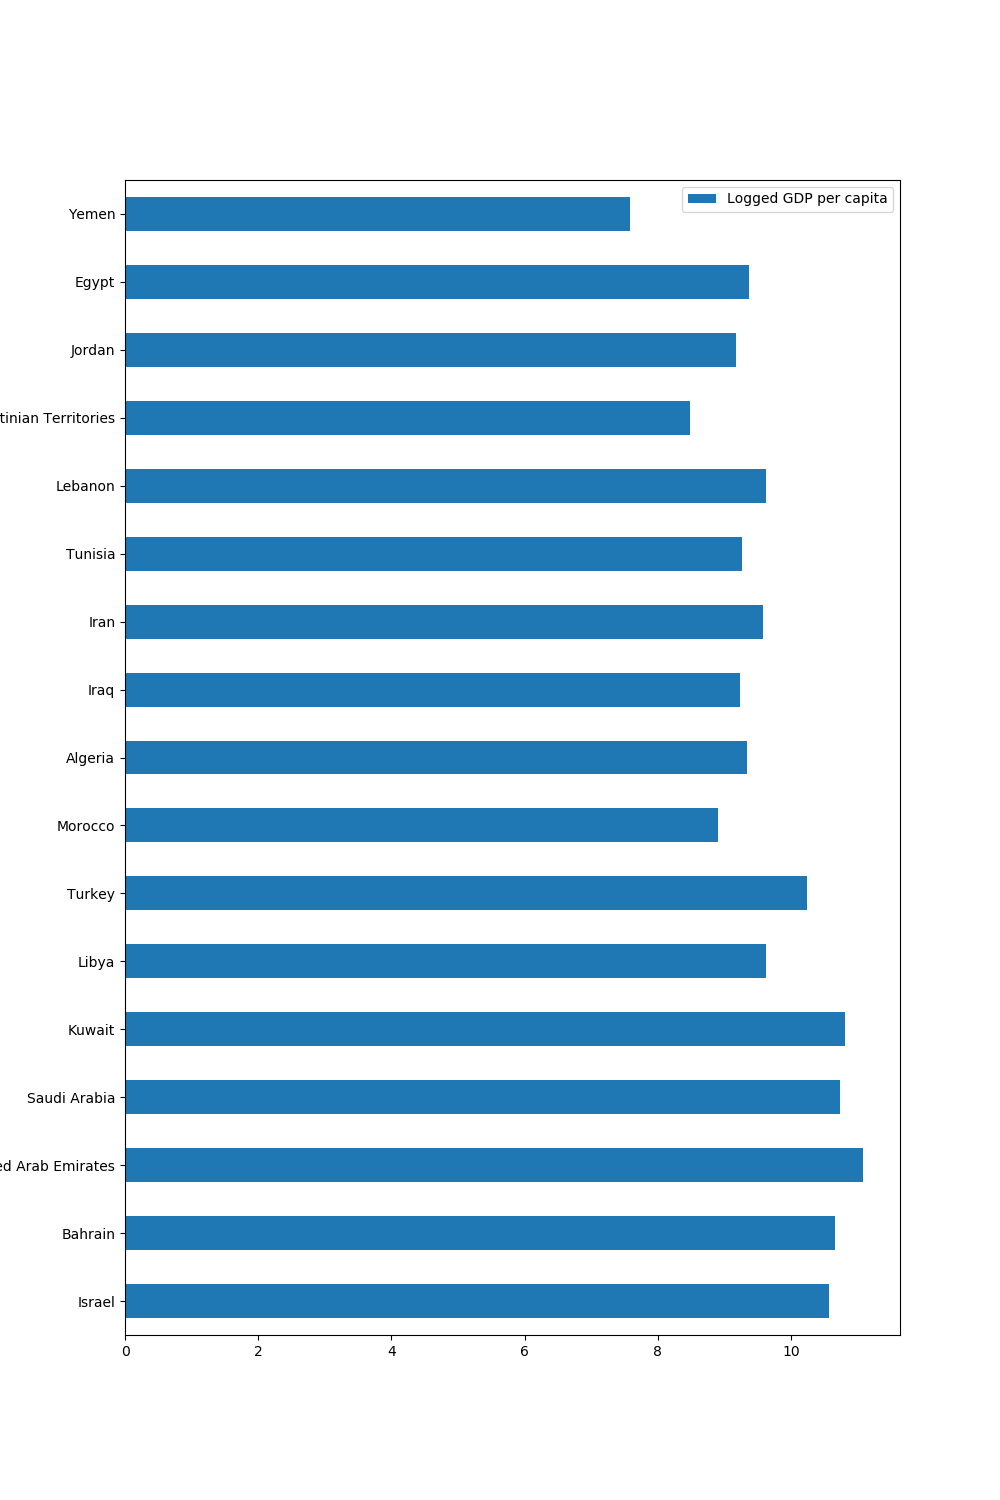 Logged GDP per capita
Yemen
Egypt
Jordan
tinian Territories
Lebanon
Tunisia
Iran
Iraq
Algeria
Morocco
Turkey
Libya
Kuwait
Saudi Arabia
ed Arab Emirates
Bahrain
Israel
0 2 4 6 8 10